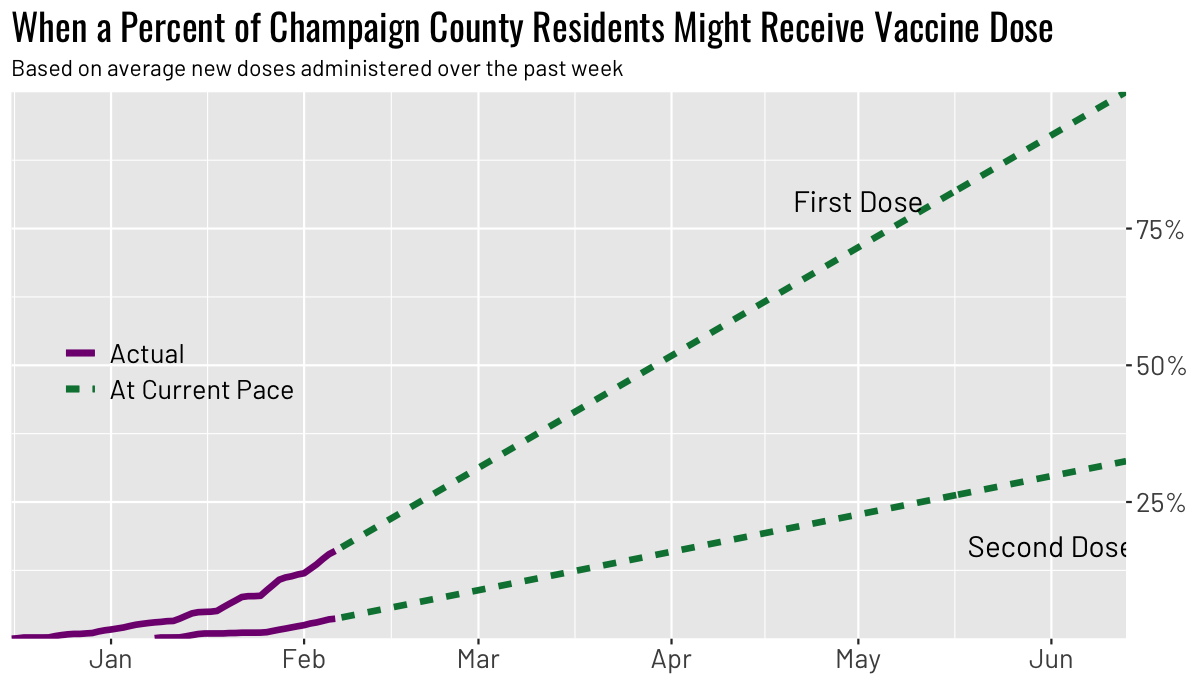 When a Percent of Champaign County Residents Might Receive Vaccine Dose
Based on average new doses administered over the past week
First Dose
75%
Actual
50%
At Current Pace
25%
Second Dose
Jan Feb Mar Apr May Jun